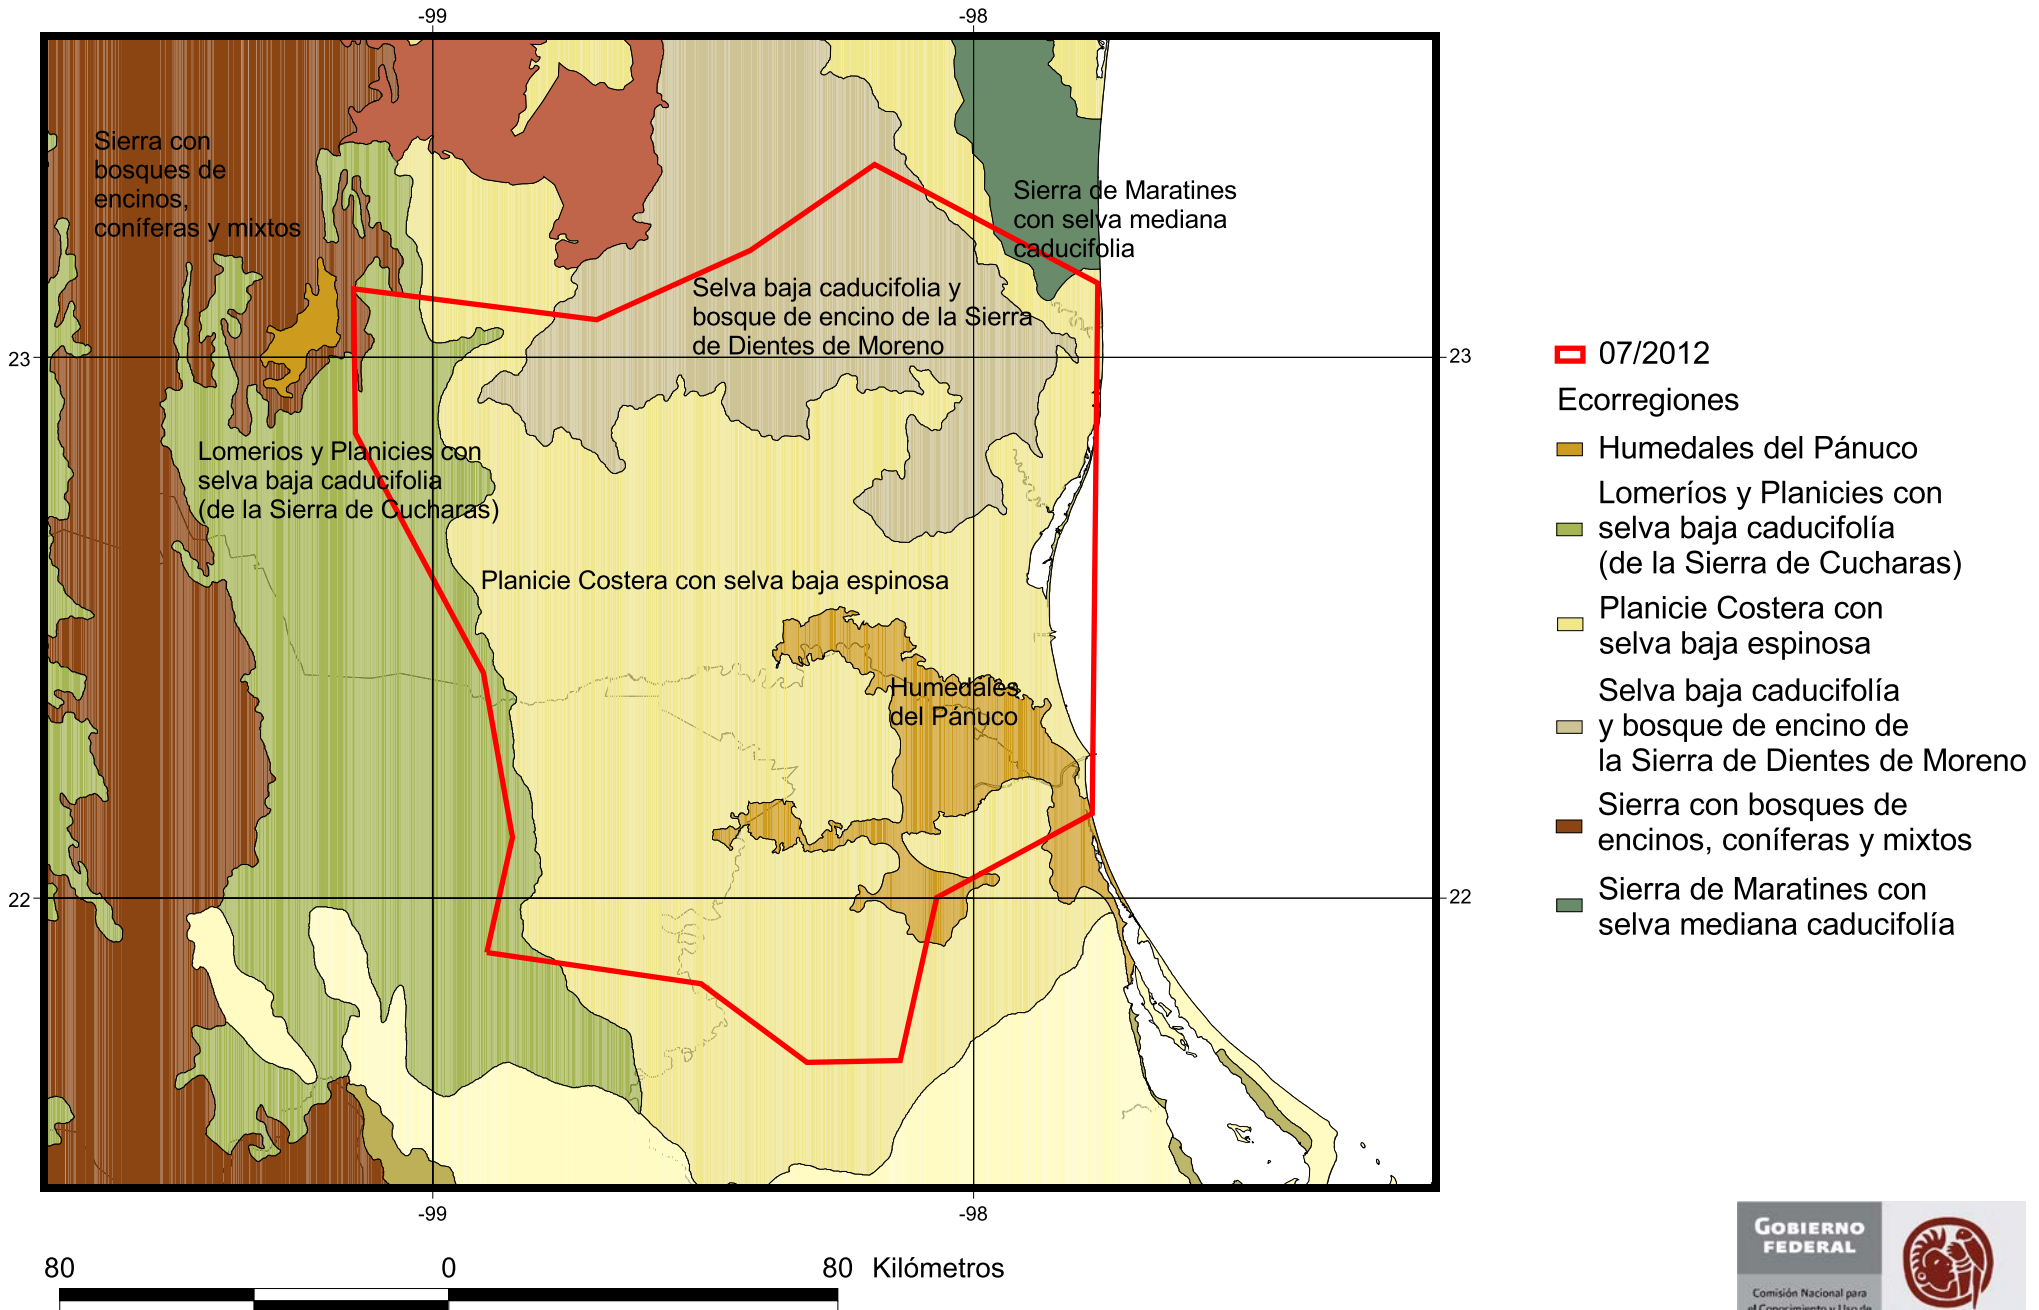 -99
-98
Sierra con
bosques de
encinos,
coníferas y mixtos
Sierra de Maratines
con selva mediana
caducifolia
Selva baja caducifolia y
bosque de encino de la Sierra
de Dientes de Moreno
23
23
Lomerios y Planicies con
selva baja caducifolia
(de la Sierra de Cucharas)
Planicie Costera con selva baja espinosa
Humedales
del Pánuco
22
22
-99
-98
80
0
80
Kilómetros
07/2012
Ecorregiones
Humedales del Pánuco
Lomeríos y Planicies con
selva baja caducifolía
(de la Sierra de Cucharas)
Planicie Costera con
selva baja espinosa
Selva baja caducifolía
y bosque de encino de
la Sierra de Dientes de Moreno
Sierra con bosques de
encinos, coníferas y mixtos
Sierra de Maratines con
selva mediana caducifolía
GOBIERNO
FEDERAL
Comisión Nacional para
el Conocimiento y Uso de